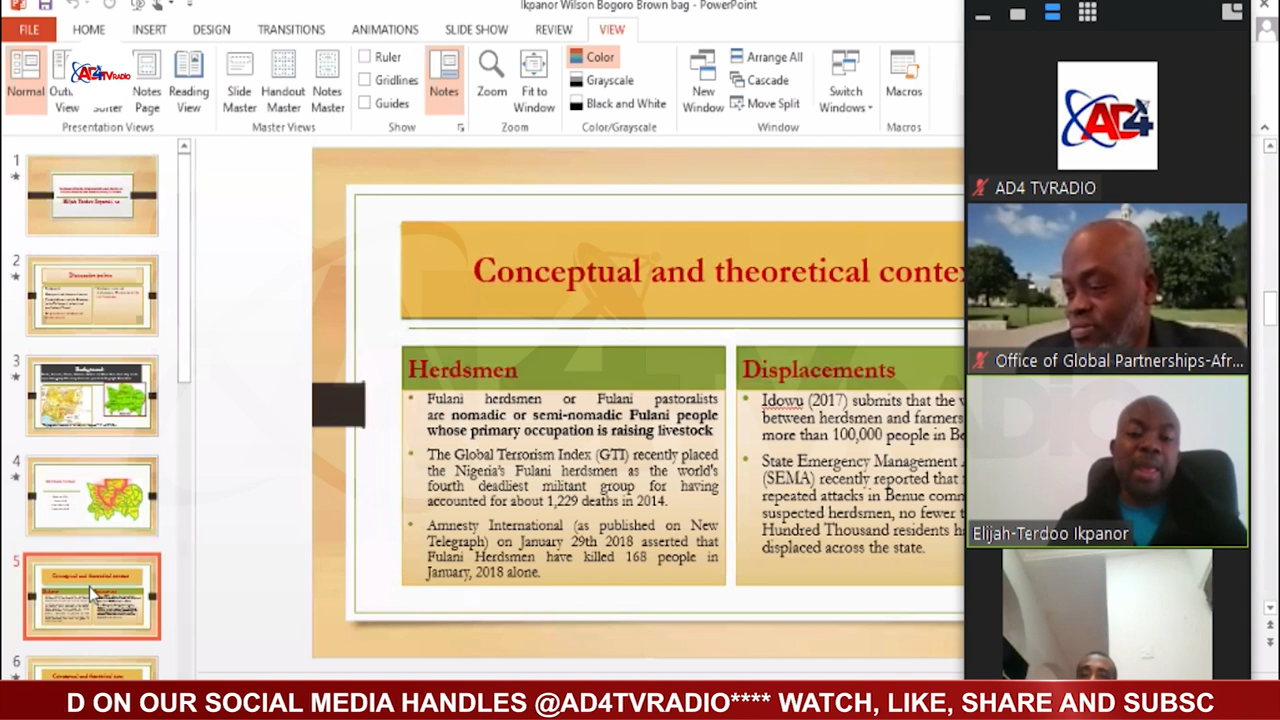 Ikpanor Wilson Bogoro Brown bag - PowerPoint
FILE HOME INSERT DESIGN TRANSITIONS ANIMATIONS SLIDE SHOW REVIEW VIEW
Normal
View
Notes Page
Reading View
AD4TVRADIO
Presentation Views
Slide Master
Handout Master
Notes Master
Master Views
Ruler
Gridlines
Guides
Show
Notes
Zoom
Fit to Window
Zoom
Color
Grayscale
Black and White
Color/Grayscale
New Window
Arrange All
Cascade
Move Split
Window
Switch Windows
Macros
Macros
1
2
3
4
5
6
Conceptual and theoretical
Herdsmen
• Fulani herdsmen or Fulani pastoralists
are nomadic or semi-nomadic Fulani people
whose primary occupation is raising livestock
• The Global Terrorism Index (GTI) recently placed
the Nigeria's Fulani herdsmen as the world's
fourth deadliest militant group for having
accounted for about 1,229 deaths in 2014.
• Amnesty International (as published on New
Telegraph) on January 29th 2018 asserted that
Fulani Herdsmen have killed 168 people in
January, 2018 alone.
Displacements
• Idowu (2017) submits that the
between herdsmen and farmers
more than 100,000 people in
• State Emergency Management
(SEMA) recently reported that
repeated attacks in Benue
suspected herdsmen, no fewer
Hundred Thousand residents
displaced across the state.
AD4
AD4 TVRADIO
Office of Global Partnerships-Afr...
Elijah-Terdoo Ikpanor
D ON OUR SOCIAL MEDIA HANDLES @AD4TVRADIO**** WATCH, LIKE, SHARE AND SUBSC